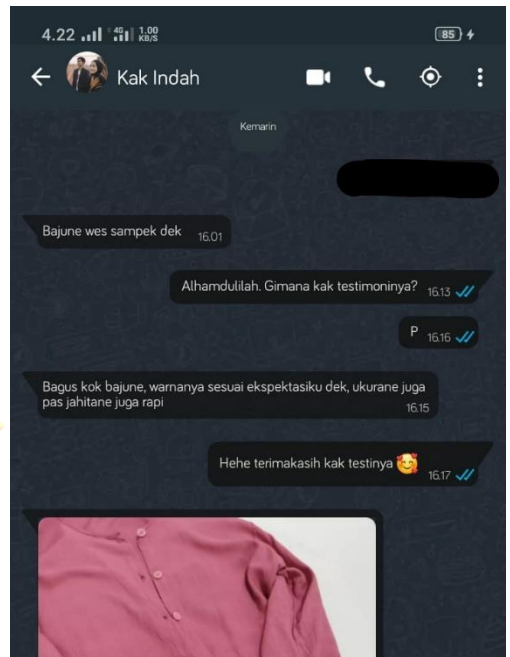 4.22 4G 1.00 KB/S 85
Kak Indah
Kemarin
Bajune wes sampek dek 16.01
Alhamdulilah. Gimana kak testimoninya? 16.13
P 16.16
Bagus kok bajune, warnanya sesuai ekspektasiku dek, ukurane juga
pas jahitane juga rapi 16.15
Hehe terimakasih kak testinya 🥰 16.17